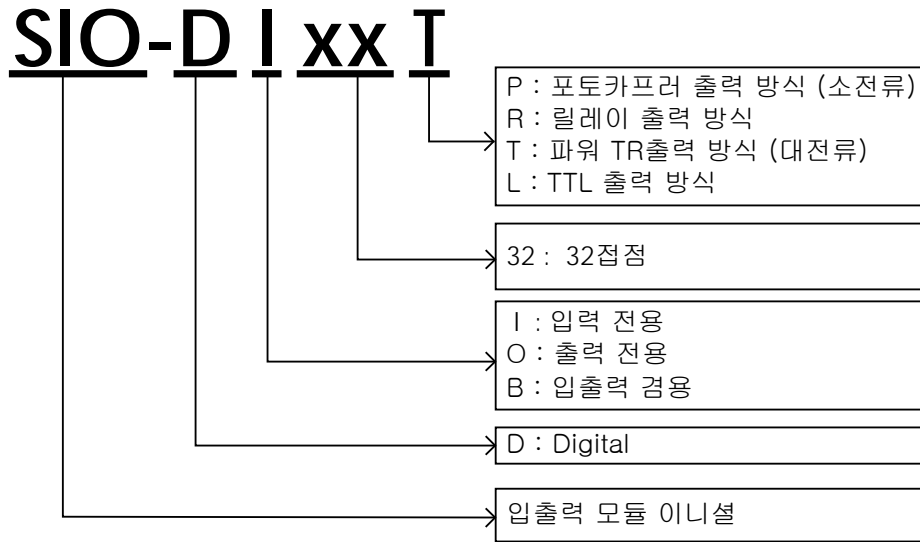 SIO-D I xx T
P : 포토카프러 출력 방식 (소전류)
R : 릴레이 출력 방식
T : 파워 TR출력 방식 (대전류)
L : TTL 출력 방식
32 : 32접점
I : 입력 전용
O : 출력 전용
B : 입출력 겸용
D : Digital
입출력 모듈 이니셜